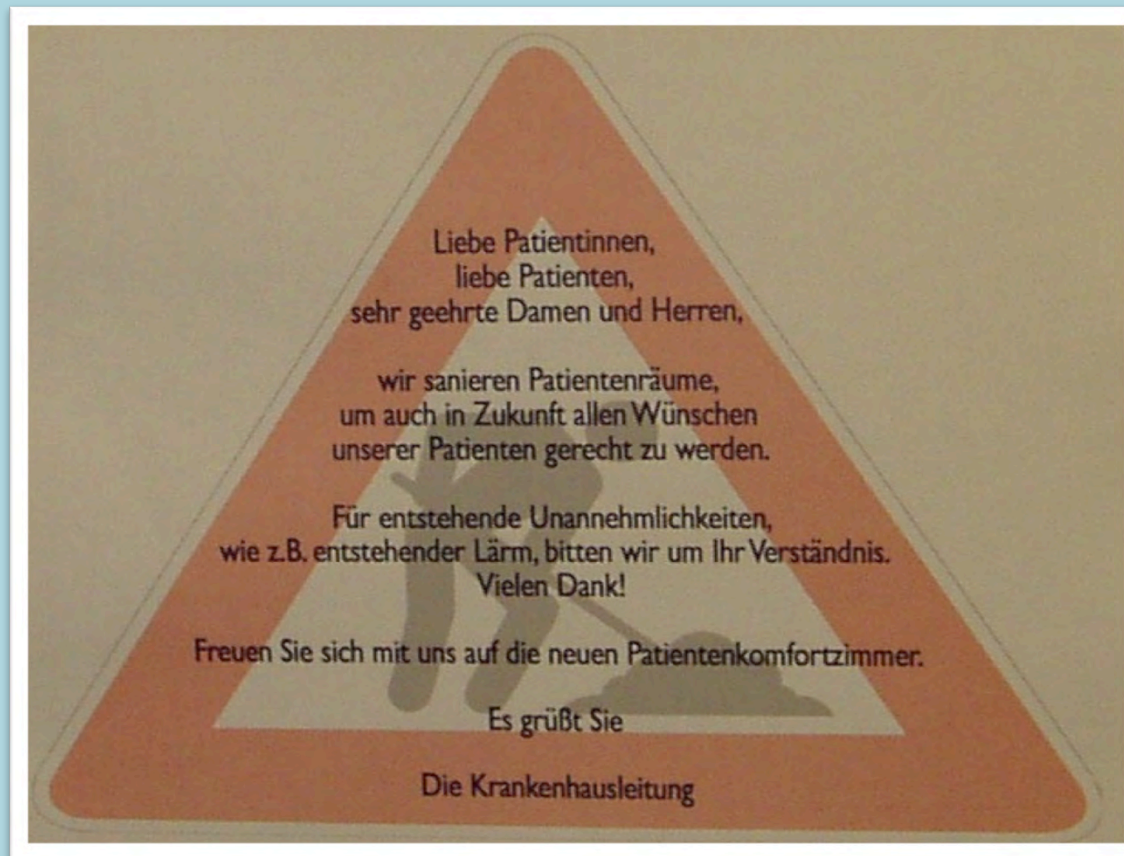 Liebe Patientinnen,
liebe Patienten,
sehr geehrte Damen und Herren,
wir sanieren Patientenräume,
um auch in Zukunft allen Wünschen
unserer Patienten gerecht zu werden.
Für entstehende Unannehmlichkeiten,
wie z.B. entstehender Lärm, bitten wir um Ihr Verständnis.
Vielen Dank!
Freuen Sie sich mit uns auf die neuen Patientenkomfortzimmer.
Es grüßt Sie
Die Krankenhausleitung